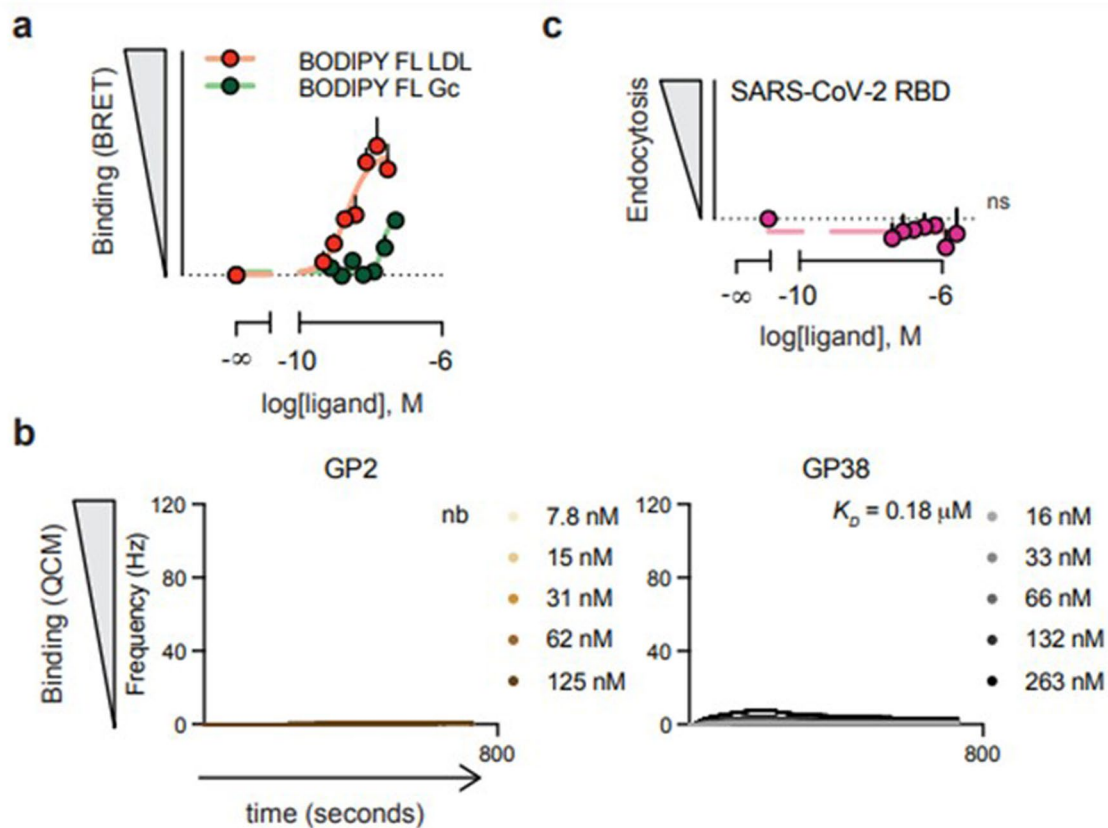 a
Binding (BRET)
BODIPY FL LDL
BODIPY FL Gc
-∞
-10
-6
log[ligand], M
c
Endocytosis
SARS-CoV-2 RBD
ns
-∞
-10
-6
log[ligand], M
b
Binding (QCM)
GP2
Frequency (Hz)
120
80
40
0
nb
7.8 nM
15 nM
31 nM
62 nM
125 nM
800
time (seconds)
GP38
120
80
40
0
K_D = 0.18 μM
16 nM
33 nM
66 nM
132 nM
263 nM
800